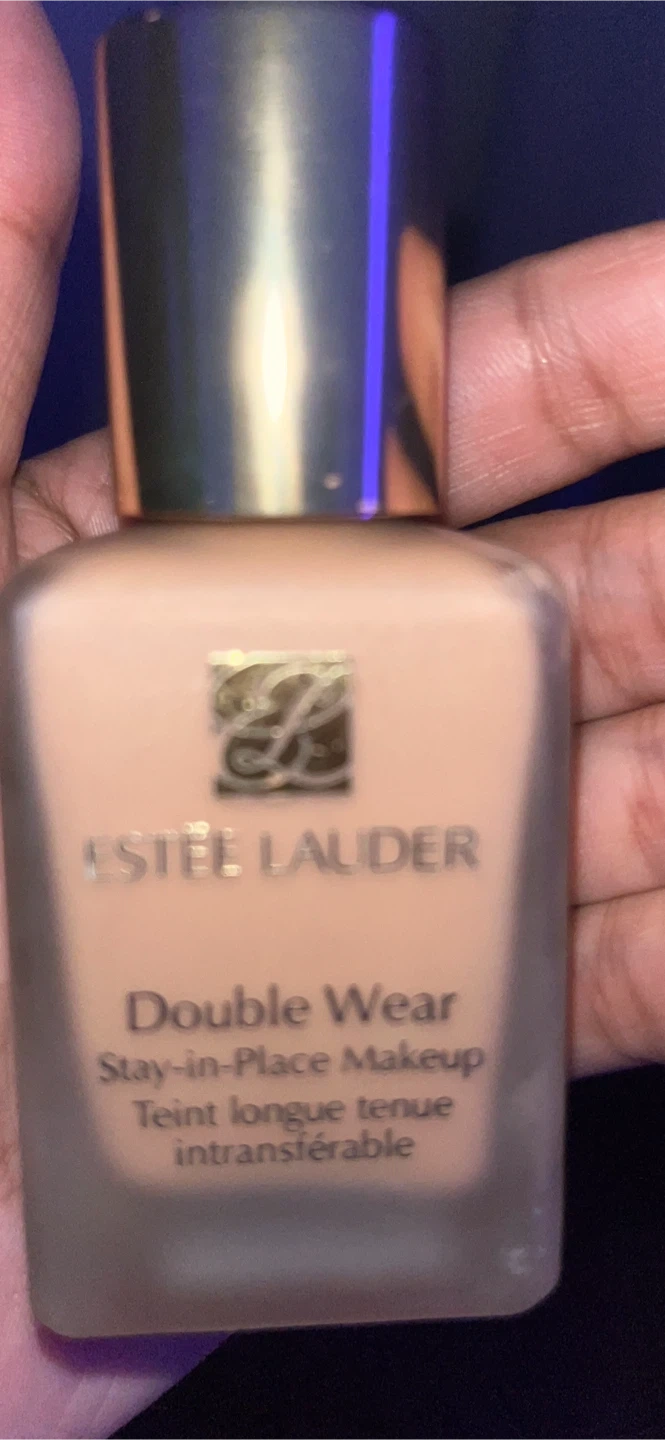 ESTĒE LAUDER
Double Wear
Stay-in-Place Makeup
Teint longue tenue
intransférable